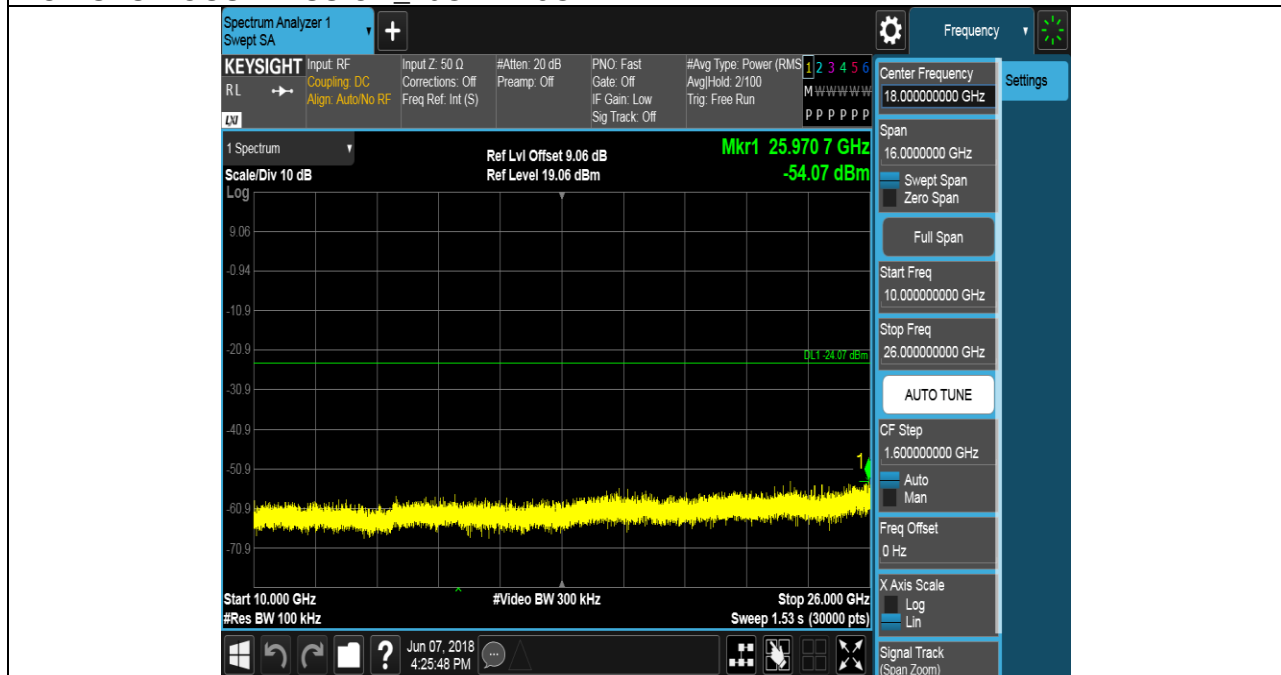 Spectrum Analyzer 1
Swept SA
Frequency
KEYSIGHT
RL
LXI
Input: RF
Coupling: DC
Align: Auto/No RF
Input Z: 50 Ω
Corrections: Off
Freq Ref: Int (S)
#Atten: 20 dB
Preamp: Off
PNO: Fast
Gate: Off
IF Gain: Low
Sig Track: Off
#Avg Type: Power (RMS
Avg|Hold: 2/100
Trig: Free Run
1 2 3 4 5 6
M W W W W W
P P P P P P
1 Spectrum
Scale/Div 10 dB
Ref Lvl Offset 9.06 dB
Ref Level 19.06 dBm
Mkr1 25.970 7 GHz
-54.07 dBm
Log
9.06
-0.94
-10.9
-20.9
DL1 -24.07 dBm
-30.9
-40.9
-50.9
1
-60.9
-70.9
Start 10.000 GHz
#Video BW 300 kHz
Stop 26.000 GHz
#Res BW 100 kHz
Sweep 1.53 s (30000 pts)
Jun 07, 2018
4:25:48 PM
Center Frequency
18.000000000 GHz
Span
16.0000000 GHz
Swept Span
Zero Span
Full Span
Start Freq
10.000000000 GHz
Stop Freq
26.000000000 GHz
AUTO TUNE
CF Step
1.600000000 GHz
Auto
Man
Freq Offset
0 Hz
X Axis Scale
Log
Lin
Signal Track
(Span Zoom)
Settings